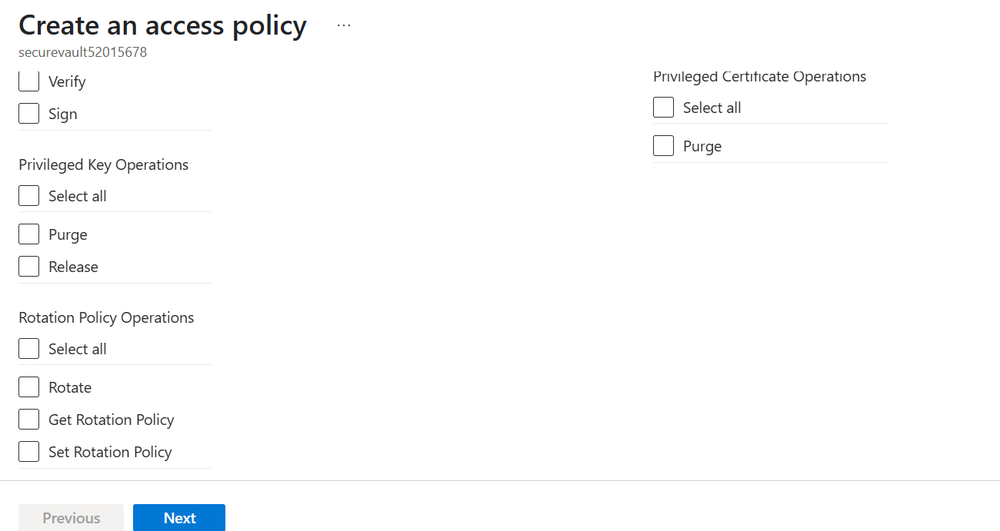 Create an access policy ...
securevault52015678
Verify
Sign
Privileged Key Operations
Select all
Purge
Release
Rotation Policy Operations
Select all
Rotate
Get Rotation Policy
Set Rotation Policy
Privileged Certificate Operations
Select all
Purge
Previous
Next